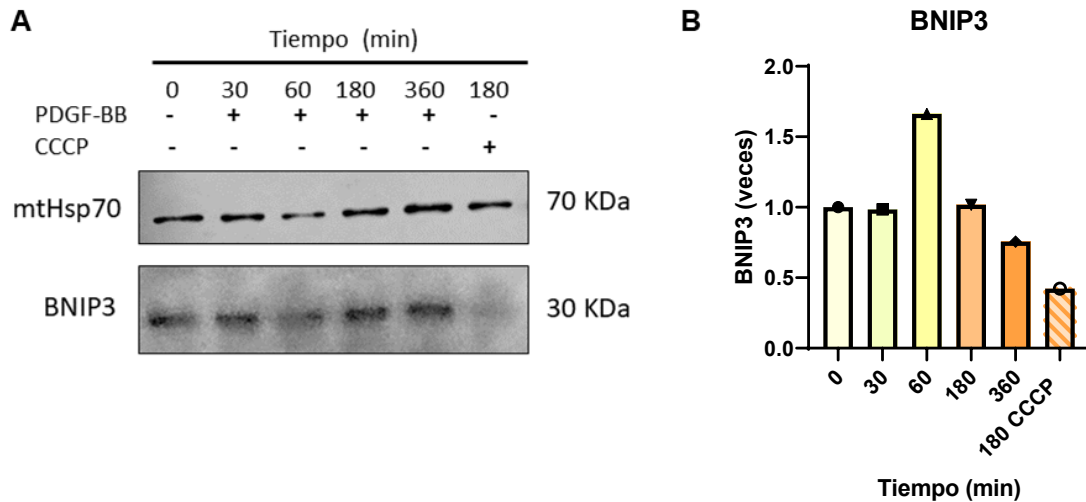 A
Tiempo (min)
0 30 60 180 360 180
PDGF-BB - + + + + -
CCCP - - - - - +
mtHsp70 70 KDa
BNIP3 30 KDa
B
BNIP3
BNIP3 (veces)
2.0
1.5
1.0
0.5
0.0
0 30 60 180 360 180 CCCP
Tiempo (min)